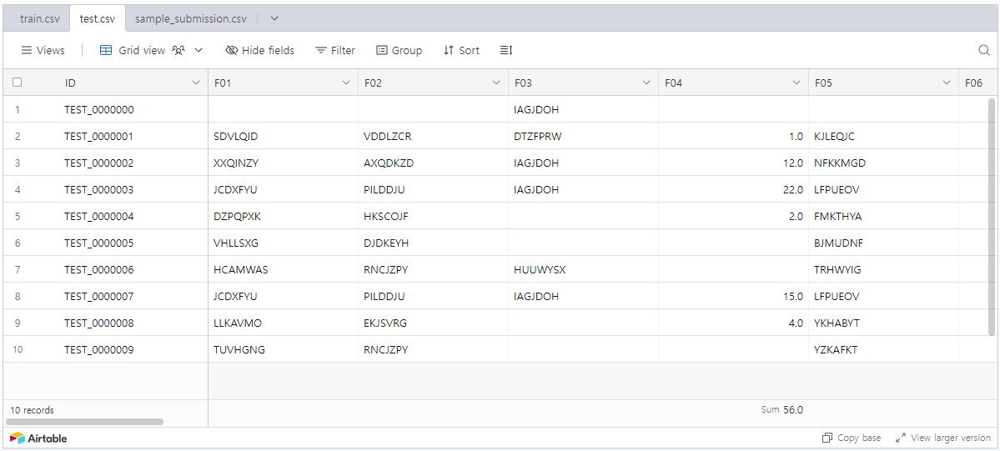 train.csv test.csv sample_submission.csv
Views Grid view Hide fields Filter Group Sort
ID F01 F02 F03 F04 F05 F06
1 TEST_0000000 IAGJDOH
2 TEST_0000001 SDVLQID VDDLZCR DTZFPRW 1.0 KJLEQJC
3 TEST_0000002 XXQINZY AXQDKZD IAGJDOH 12.0 NFKKMGD
4 TEST_0000003 JCDXFYU PILDDJU IAGJDOH 22.0 LFPUEOV
5 TEST_0000004 DZPQPXK HKSCOJF 2.0 FMKTHYA
6 TEST_0000005 VHLLSXG DJDKEYH BJMUDNF
7 TEST_0000006 HCAMWAS RNCJZPY HUUWYSX TRHWYIG
8 TEST_0000007 JCDXFYU PILDDJU IAGJDOH 15.0 LFPUEOV
9 TEST_0000008 LLKAVMO EKJSVRG 4.0 YKHABYT
10 TEST_0000009 TUVHGNG RNCJZPY YZKAFKT
10 records Sum 56.0
Airtable Copy base View larger version